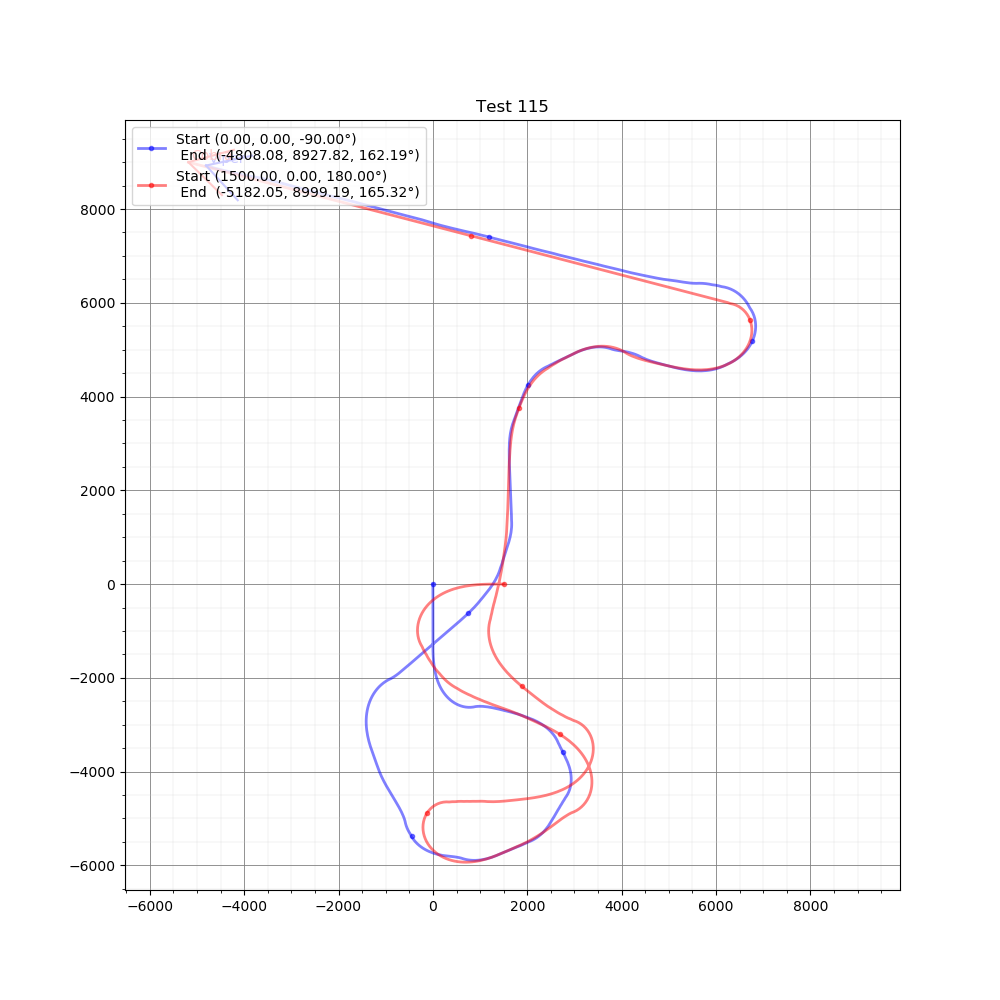 Test 115
Start (0.00, 0.00, -90.00°)
End (-4808.08, 8927.82, 162.19°)
Start (1500.00, 0.00, 180.00°)
End (-5182.05, 8999.19, 165.32°)
8000
6000
4000
2000
0
−2000
−4000
−6000
−6000 −4000 −2000 0 2000 4000 6000 8000